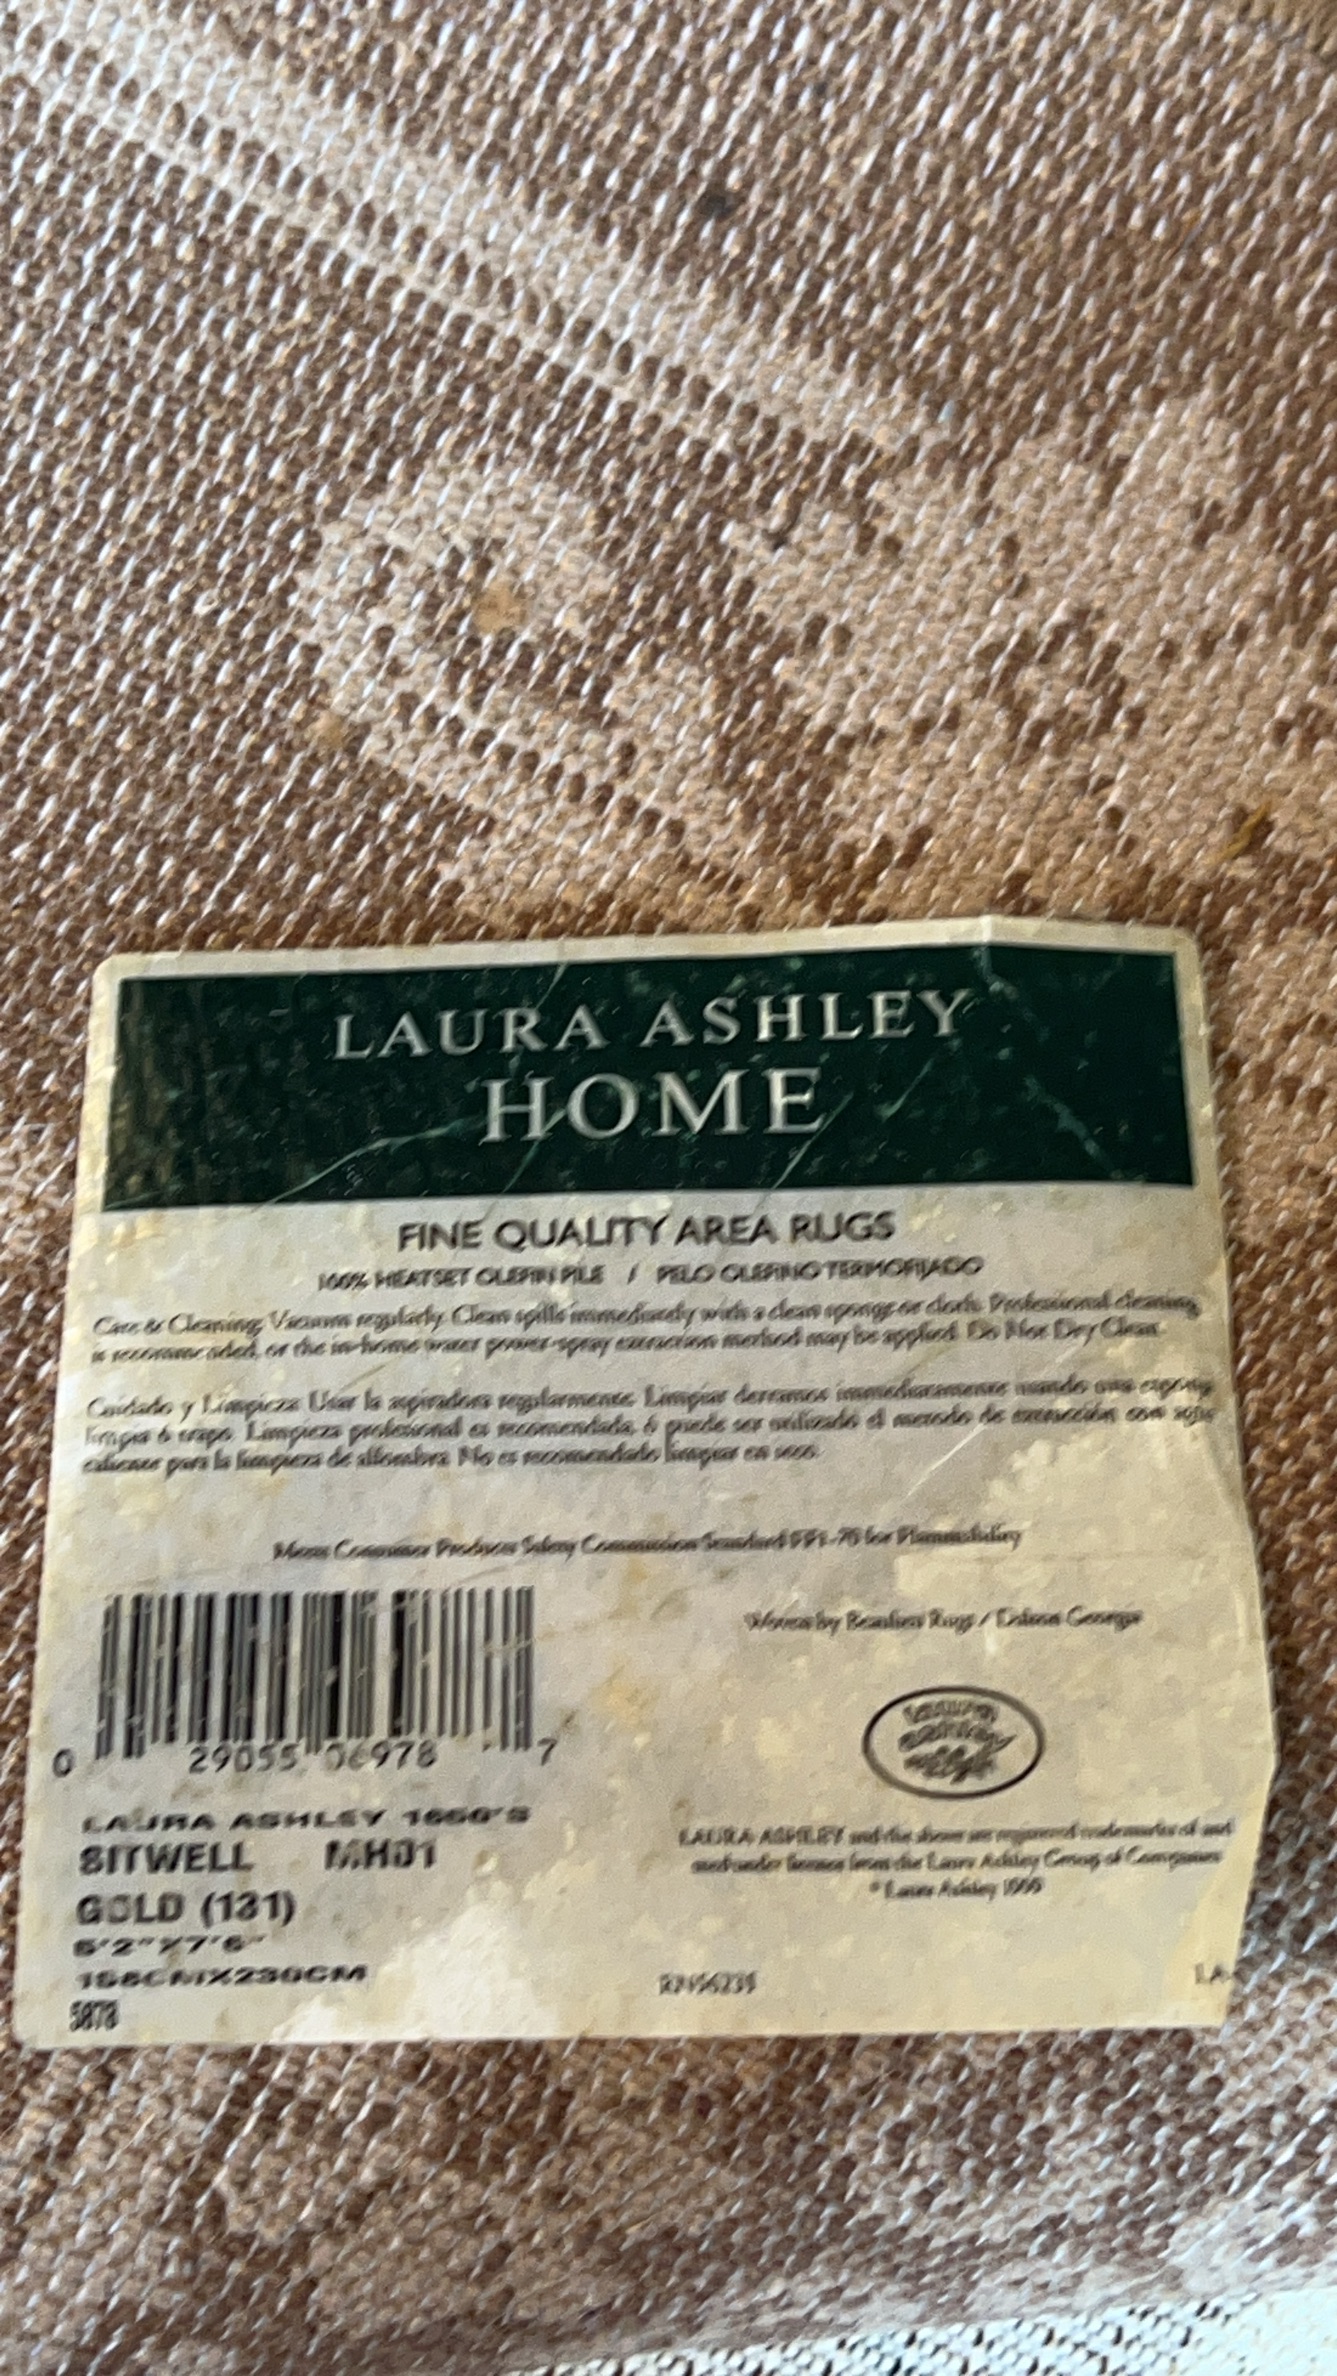 LAURA ASHLEY
HOME
FINE QUALITY AREA RUGS
100% HEATSET OLEFIN PILE / PELO OLEFINO TERMOFIJADO
Care & Cleaning: Vacuum regularly. Clean spills immediately with a clean sponge or cloth. Professional cleaning
is recommended, or the in-home water power-spray extraction method may be applied. Do Not Dry Clean.
Cuidado y Limpieza: Usar la aspiradora regularmente. Limpiar derrames immediatamente usando una esponja
limpia ó trapo. Limpieza profesional es recomendada, ó puede ser utilizado el metodo de extracción con agua
caliente para la limpieza de alfombra. No es recomendado limpiar en seco.
Meets Consumer Products Safety Commission Standard FF1-70 for Flammability
Woven by Beaulieu Rugs / Georgia
0 29055 06978 7
LAURA ASHLEY
SITWELL MH01
GOLD (131)
5'2"X7'6"
230CM
5878
LAURA ASHLEY and the are registered trademarks of and
used under license from the Laura Ashley Group of Companies
© Laura Ashley
LA